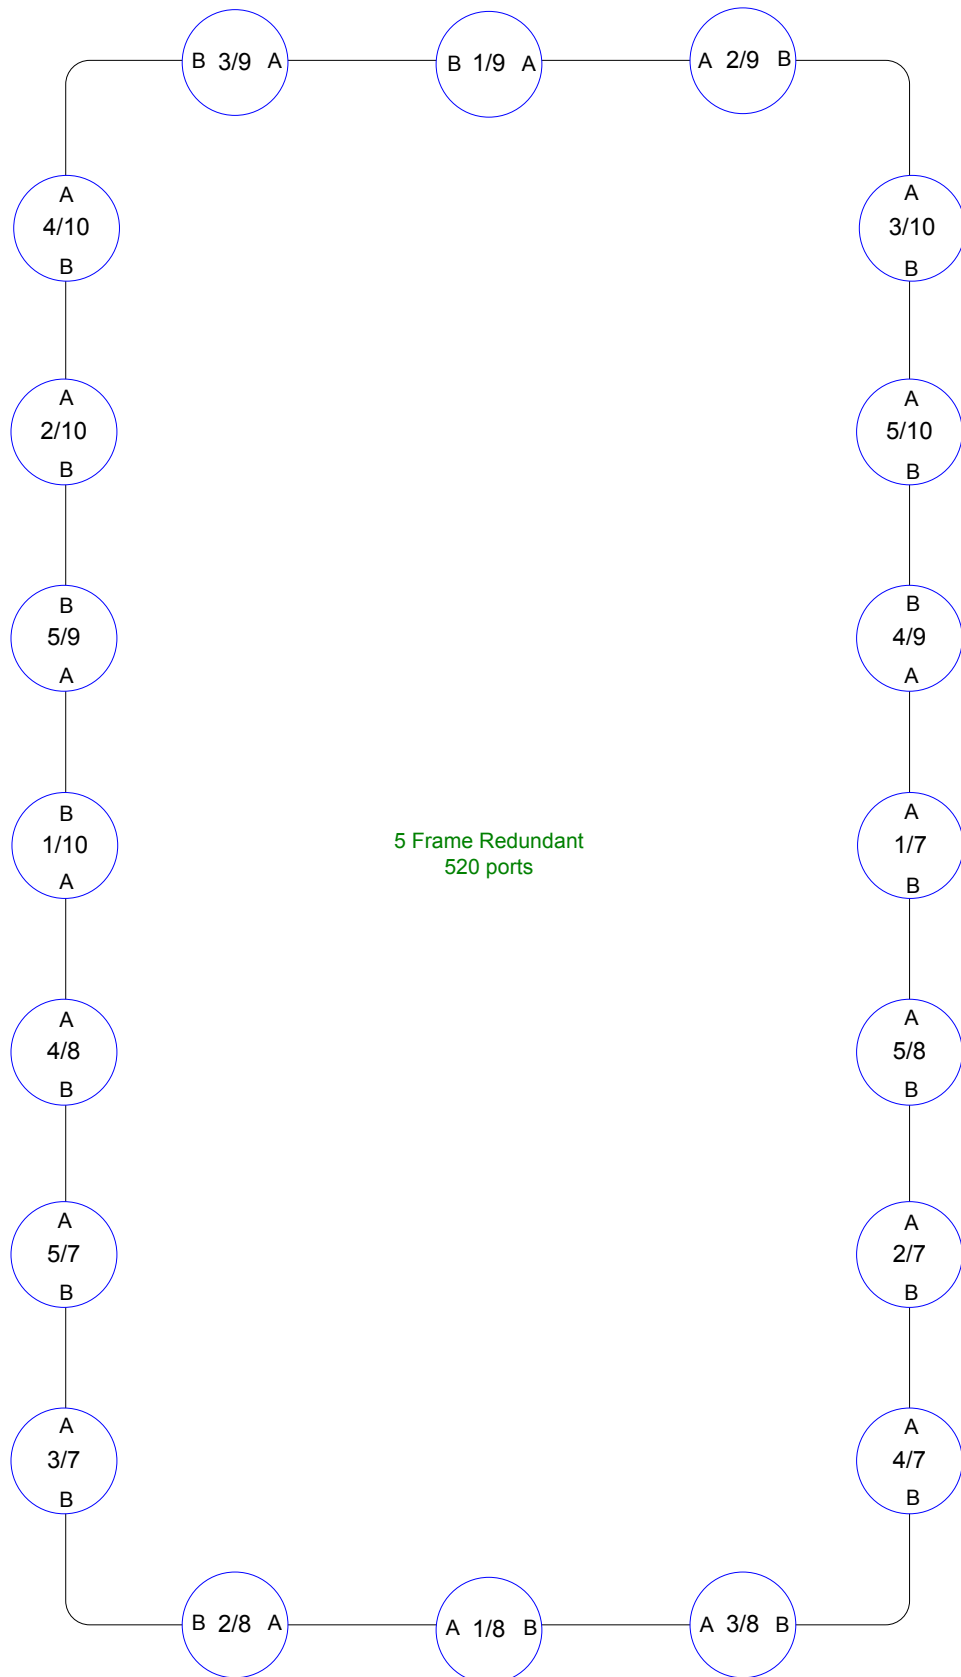 B 3/9 A
B 1/9 A
A 2/9 B
A
4/10
B
A
3/10
B
A
2/10
B
A
5/10
B
B
5/9
A
B
4/9
A
B
1/10
A
5 Frame Redundant
520 ports
A
1/7
B
A
4/8
B
A
5/8
B
A
5/7
B
A
2/7
B
A
3/7
B
A
4/7
B
B 2/8 A
A 1/8 B
A 3/8 B